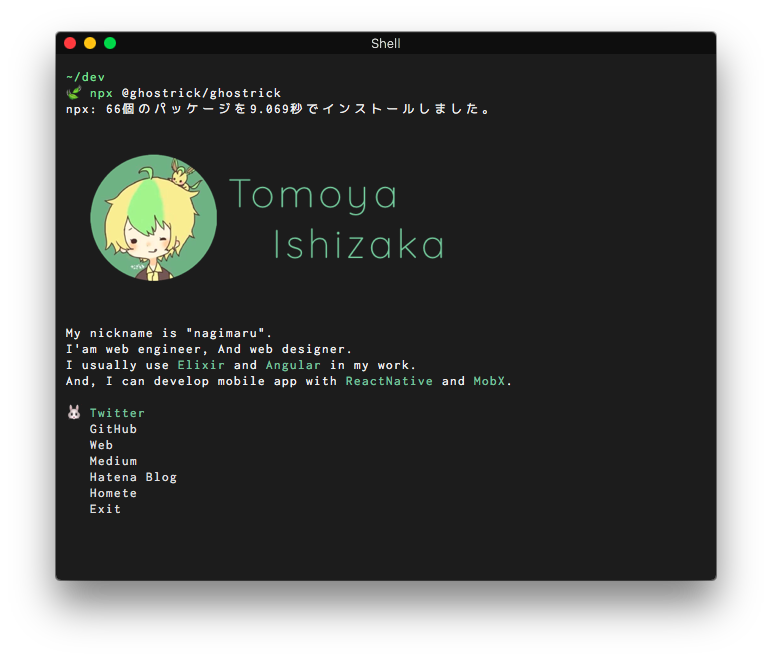 Shell
~/dev
npx @ghostrick/ghostrick
npx: 66個のパッケージを9.069秒でインストールしました。
Tomoya
Ishizaka
My nickname is "nagimaru".
I'am web engineer, And web designer.
I usually use Elixir and Angular in my work.
And, I can develop mobile app with ReactNative and MobX.
Twitter
GitHub
Web
Medium
Hatena Blog
Homete
Exit